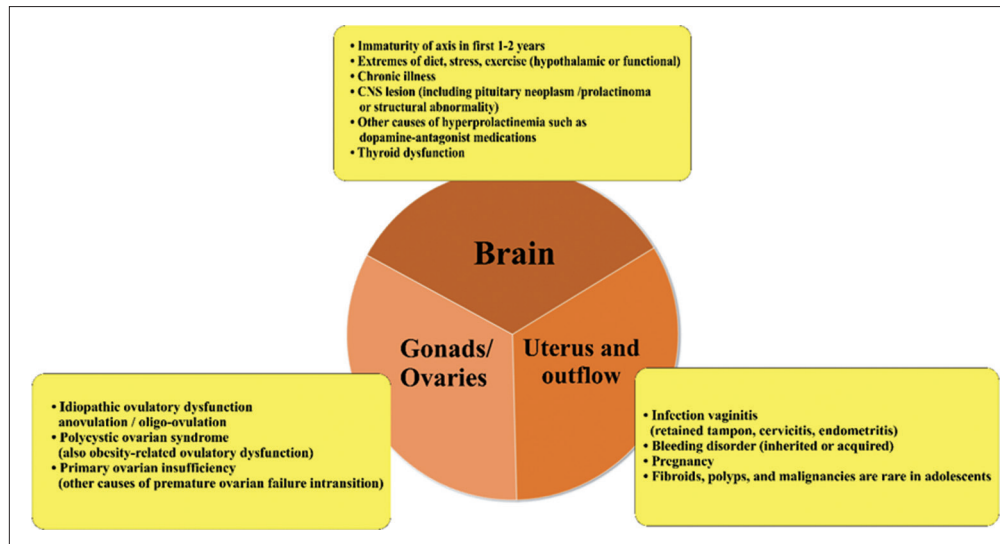 • Immaturity of axis in first 1-2 years
• Extremes of diet, stress, exercise (hypothalamic or functional)
• Chronic illness
• CNS lesion (including pituitary neoplasm /prolactinoma
or structural abnormality)
• Other causes of hyperprolactinemia such as
dopamine-antagonist medications
• Thyroid dysfunction
Brain
Gonads/
Ovaries
Uterus and
outflow
• Idiopathic ovulatory dysfunction
anovulation / oligo-ovulation
• Polycystic ovarian syndrome
(also obesity-related ovulatory dysfunction)
• Primary ovarian insufficiency
(other causes of premature ovarian failure intransition)
• Infection vaginitis
(retained tampon, cervicitis, endometritis)
• Bleeding disorder (inherited or acquired)
• Pregnancy
• Fibroids, polyps, and malignancies are rare in adolescents